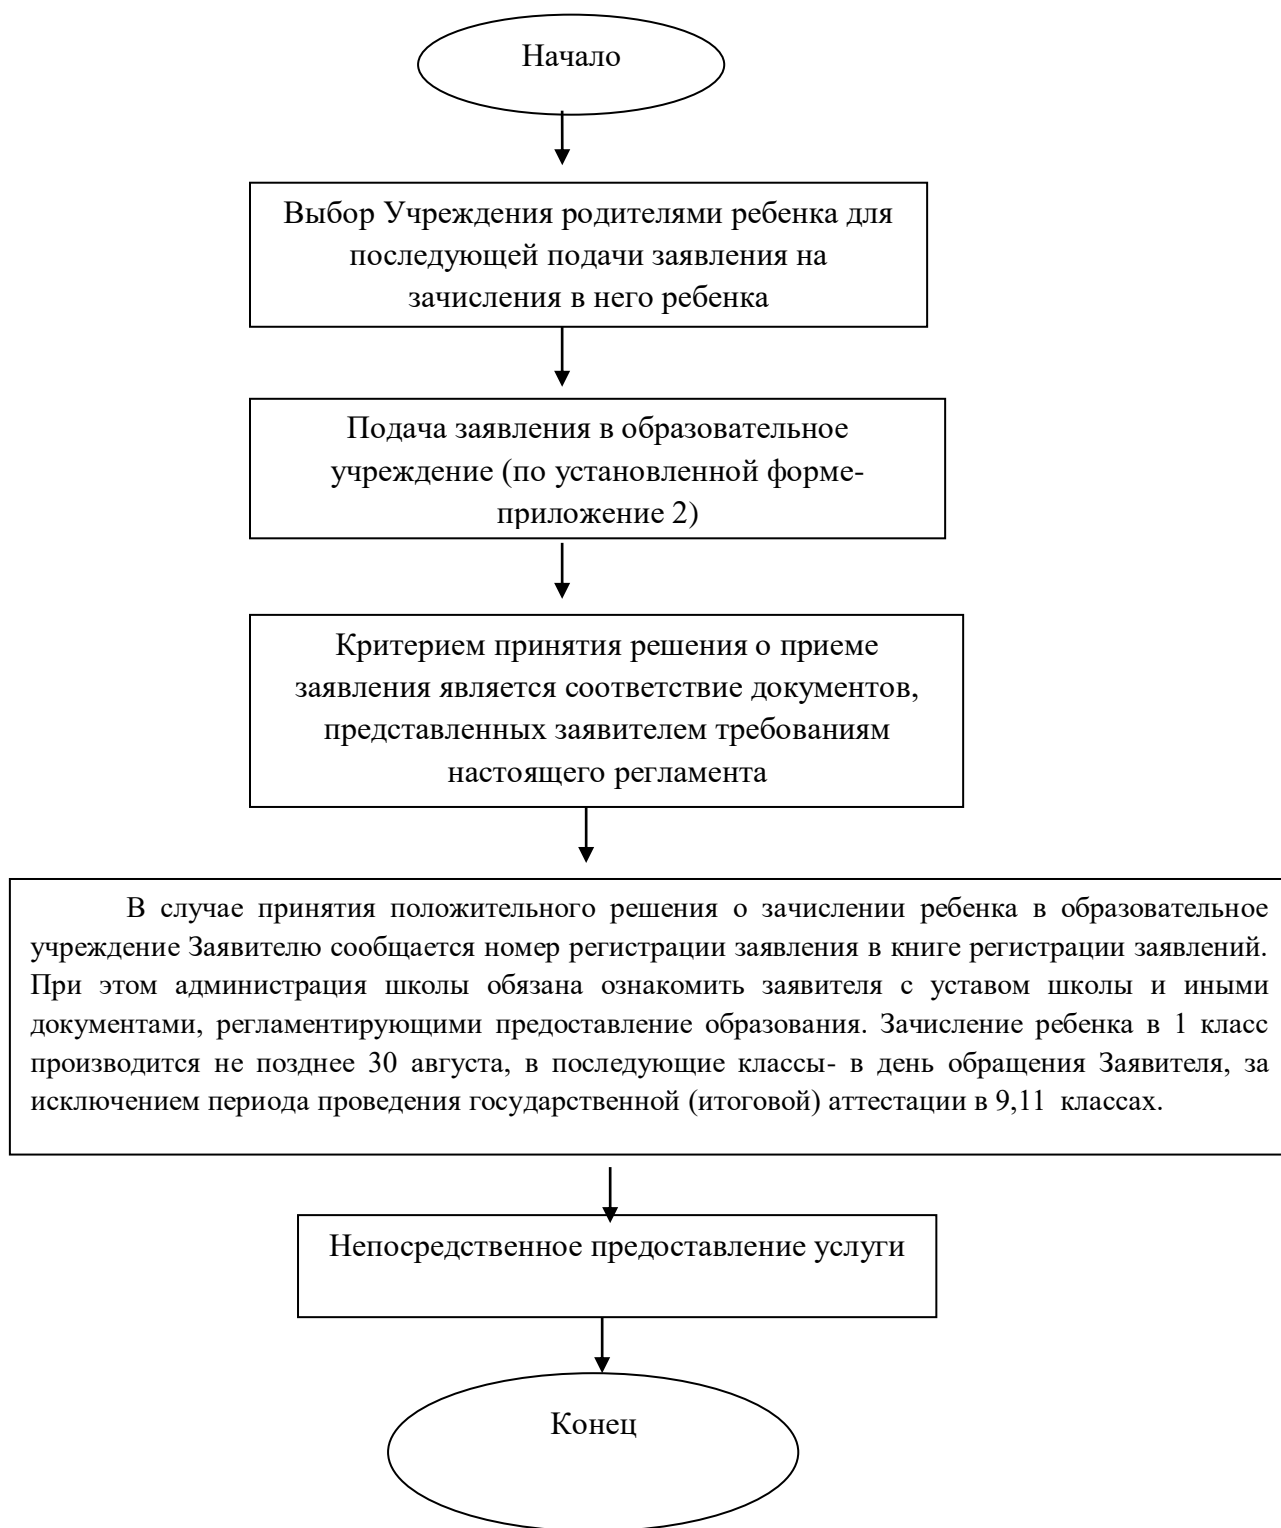 Начало
Выбор Учреждения родителями ребенка для
последующей подачи заявления на
зачисления в него ребенка
Подача заявления в образовательное
учреждение (по установленной форме-
приложение 2)
Критерием принятия решения о приеме
заявления является соответствие документов,
представленных заявителем требованиям
настоящего регламента
В случае принятия положительного решения о зачислении ребенка в образовательное
учреждение Заявителю сообщается номер регистрации заявления в книге регистрации заявлений.
При этом администрация школы обязана ознакомить заявителя с уставом школы и иными
документами, регламентирующими предоставление образования. Зачисление ребенка в 1 класс
производится не позднее 30 августа, в последующие классы- в день обращения Заявителя, за
исключением периода проведения государственной (итоговой) аттестации в 9,11 классах.
Непосредственное предоставление услуги
Конец